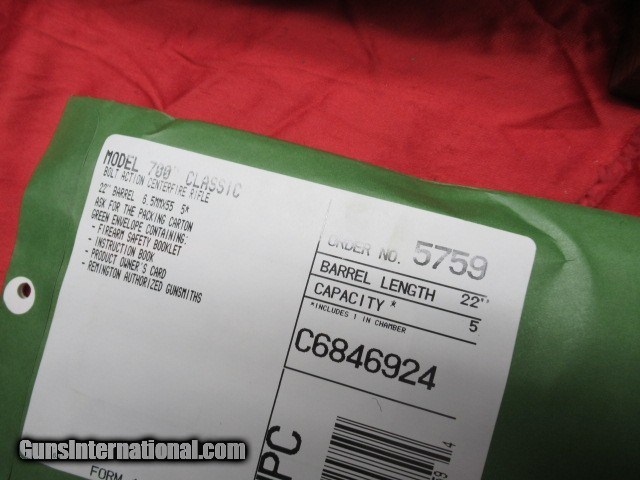 MODEL 700™ CLASSIC
BOLT ACTION CENTERFIRE RIFLE
22" BARREL 6.5MMX55 5*
ASK FOR THE PACKING CARTON
GREEN ENVELOPE CONTAINING:
- FIREARM SAFETY BOOKLET
- INSTRUCTION BOOK
- PRODUCT OWNER'S CARD
- REMINGTON AUTHORIZED GUNSMITHS
ORDER NO. 5759
BARREL LENGTH 22"
CAPACITY * 5
*INCLUDES 1 IN CHAMBER
C6846924
GunsInternational.com
FORM